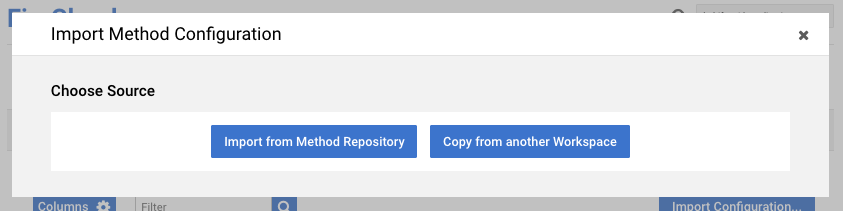 Import Method Configuration
Choose Source
Import from Method Repository
Copy from another Workspace
Columns
Filter
Import Configuration...